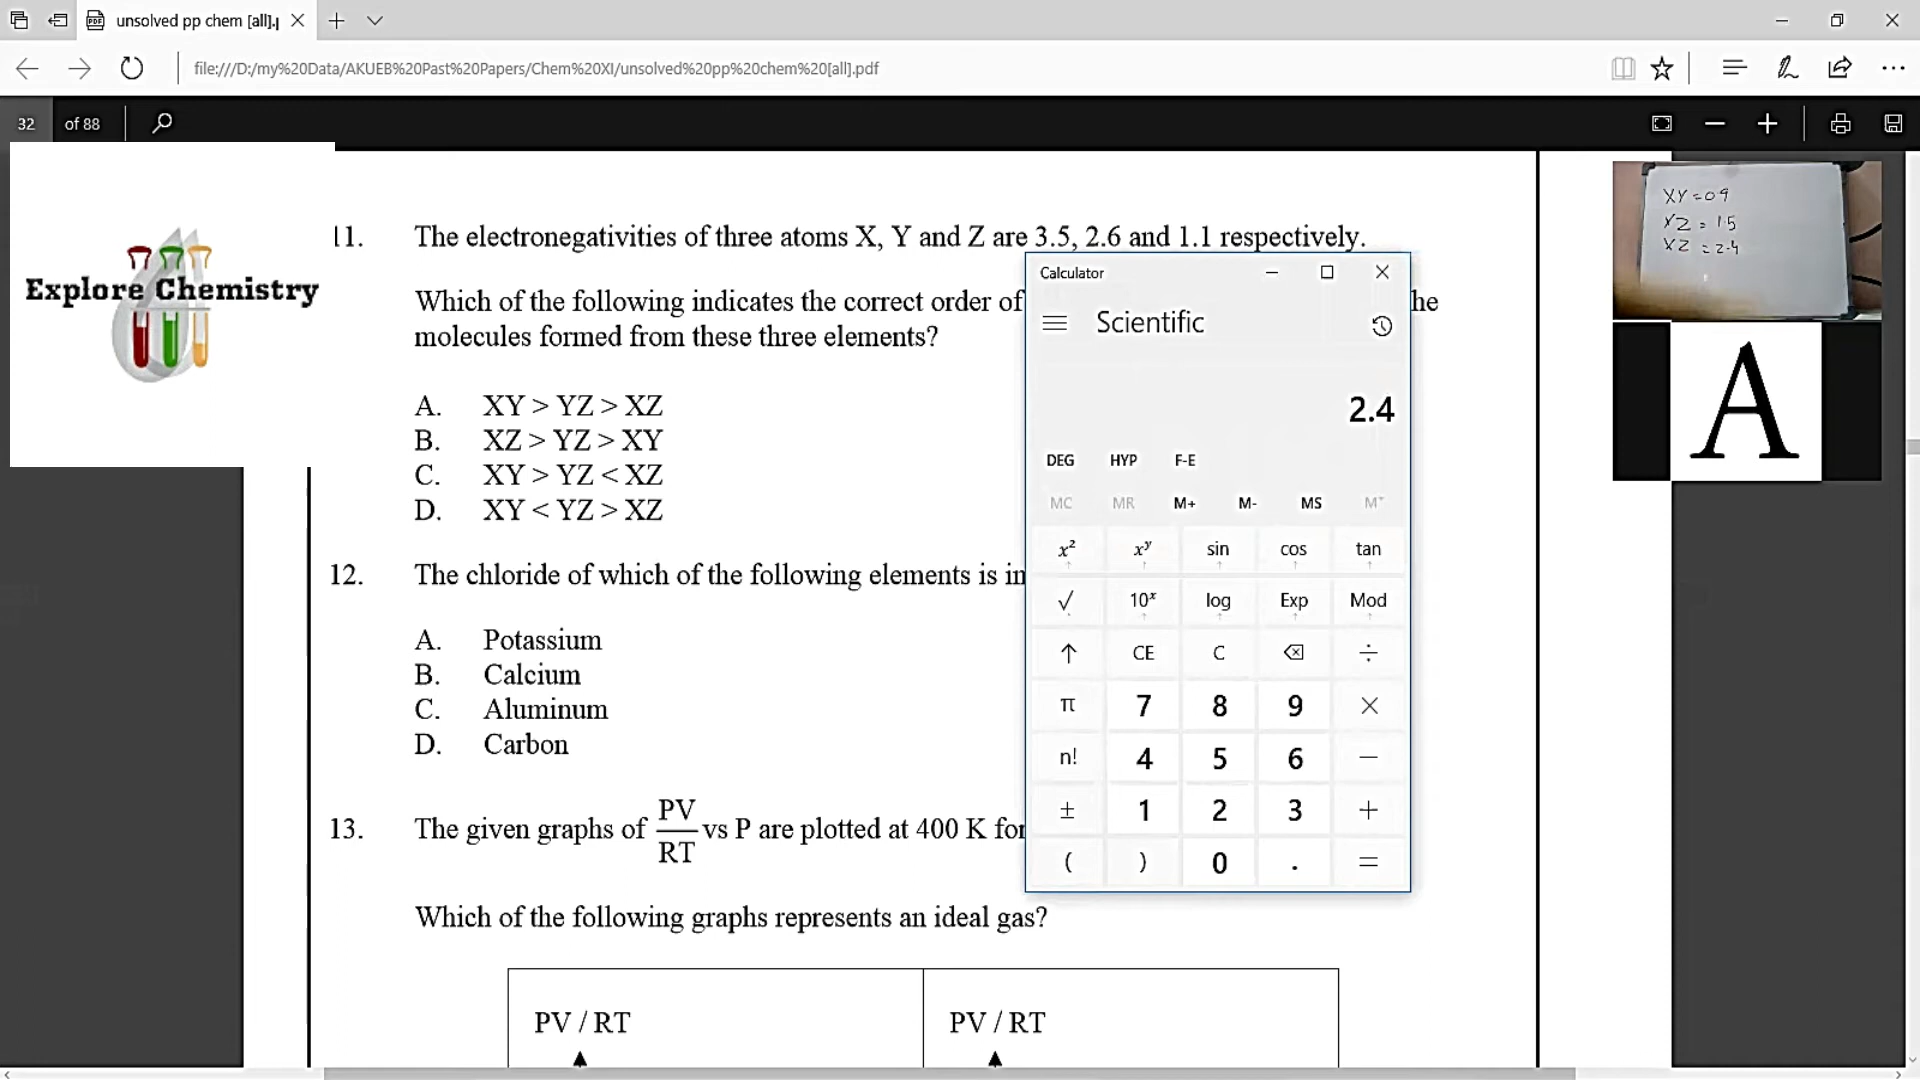 unsolved pp chem [all].p
file:///D:/my%20Data/AKUEB%20Past%20Papers/Chem%20XI/unsolved%20pp%20chem%20[all].pdf
32 of 88
Explore Chemistry
XY = 0.9
YZ = 1.5
XZ = 2.4
A
11. The electronegativities of three atoms X, Y and Z are 3.5, 2.6 and 1.1 respectively.
Which of the following indicates the correct order of
he
molecules formed from these three elements?
A. XY > YZ > XZ
B. XZ > YZ > XY
C. XY > YZ < XZ
D. XY < YZ > XZ
12. The chloride of which of the following elements is in
A. Potassium
B. Calcium
C. Aluminum
D. Carbon
13. The given graphs of PV/RT vs P are plotted at 400 K for
Which of the following graphs represents an ideal gas?
PV / RT PV / RT
Calculator
Scientific
2.4
DEG HYP F-E
MC MR M+ M- MS M˅
x² xʸ sin cos tan
√ 10ˣ log Exp Mod
↑ CE C ⌫ ÷
π 7 8 9 ×
n! 4 5 6 −
± 1 2 3 +
( ) 0 . =